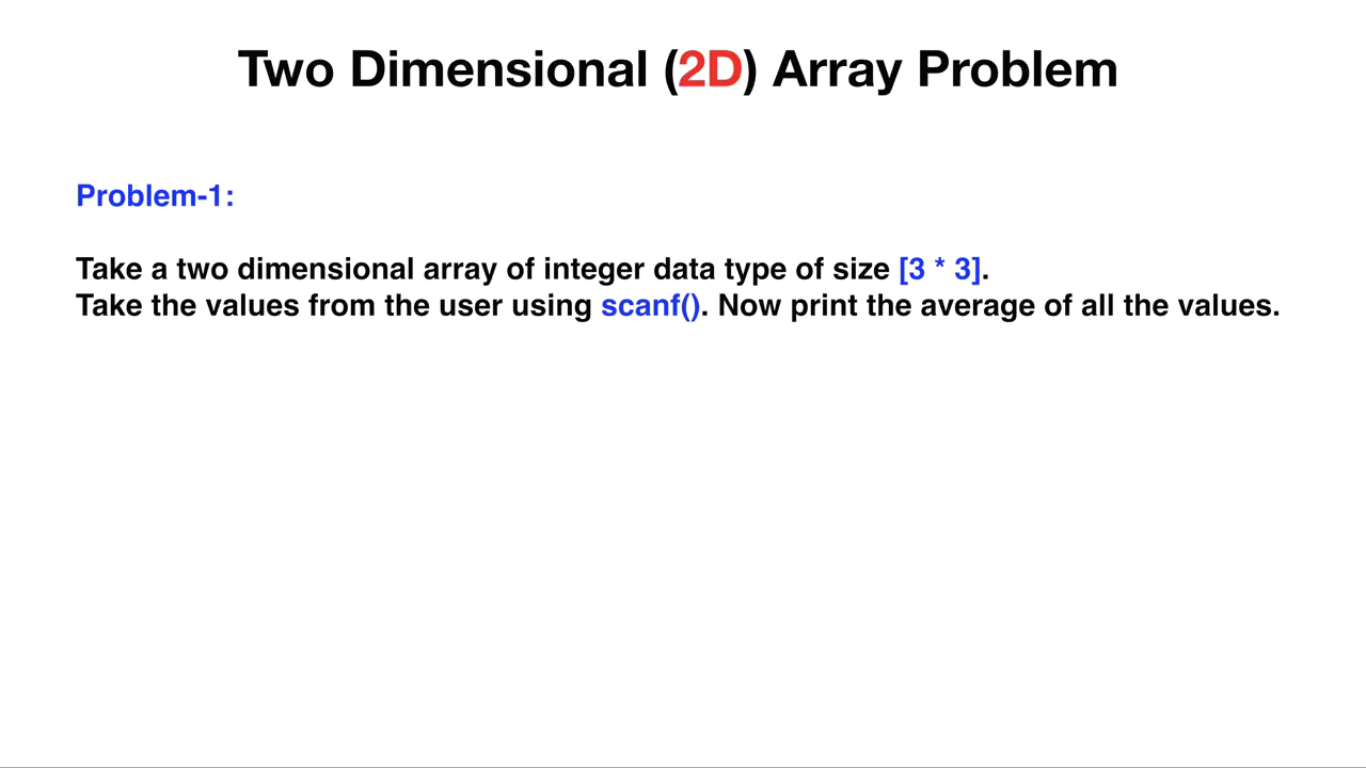 Two Dimensional (2D) Array Problem
Problem-1:
Take a two dimensional array of integer data type of size [3 * 3].
Take the values from the user using scanf(). Now print the average of all the values.